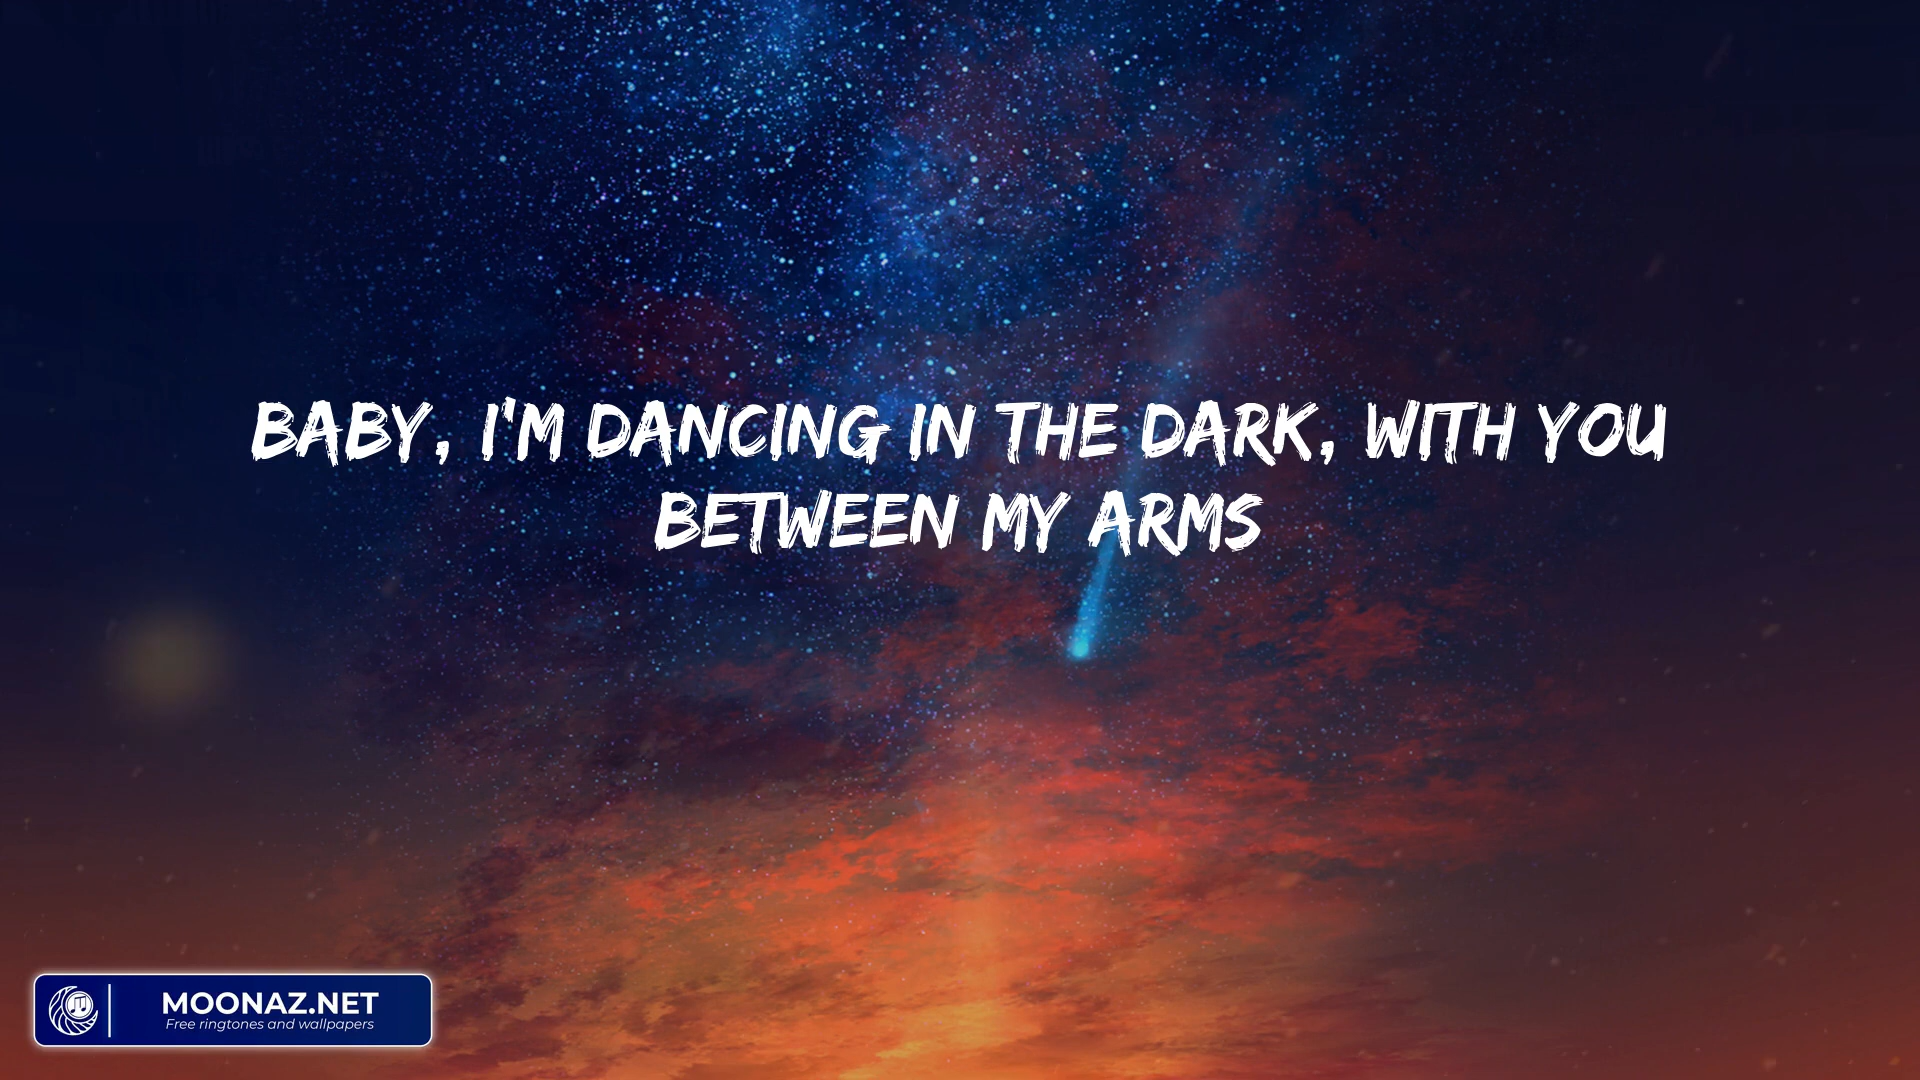 BABY, I'M DANCING IN THE DARK, WITH YOU
BETWEEN MY ARMS
MOONAZ.NET
Free ringtones and wallpapers